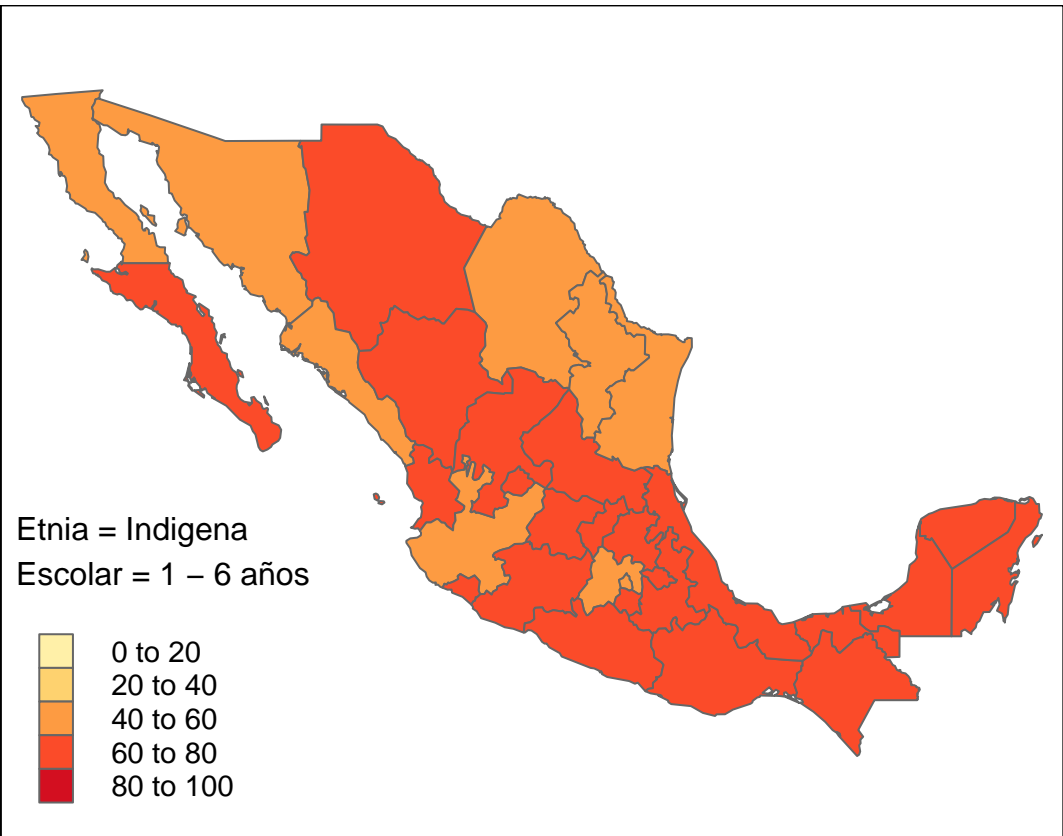 Etnia = Indigena
Escolar = 1 – 6 años
0 to 20
20 to 40
40 to 60
60 to 80
80 to 100